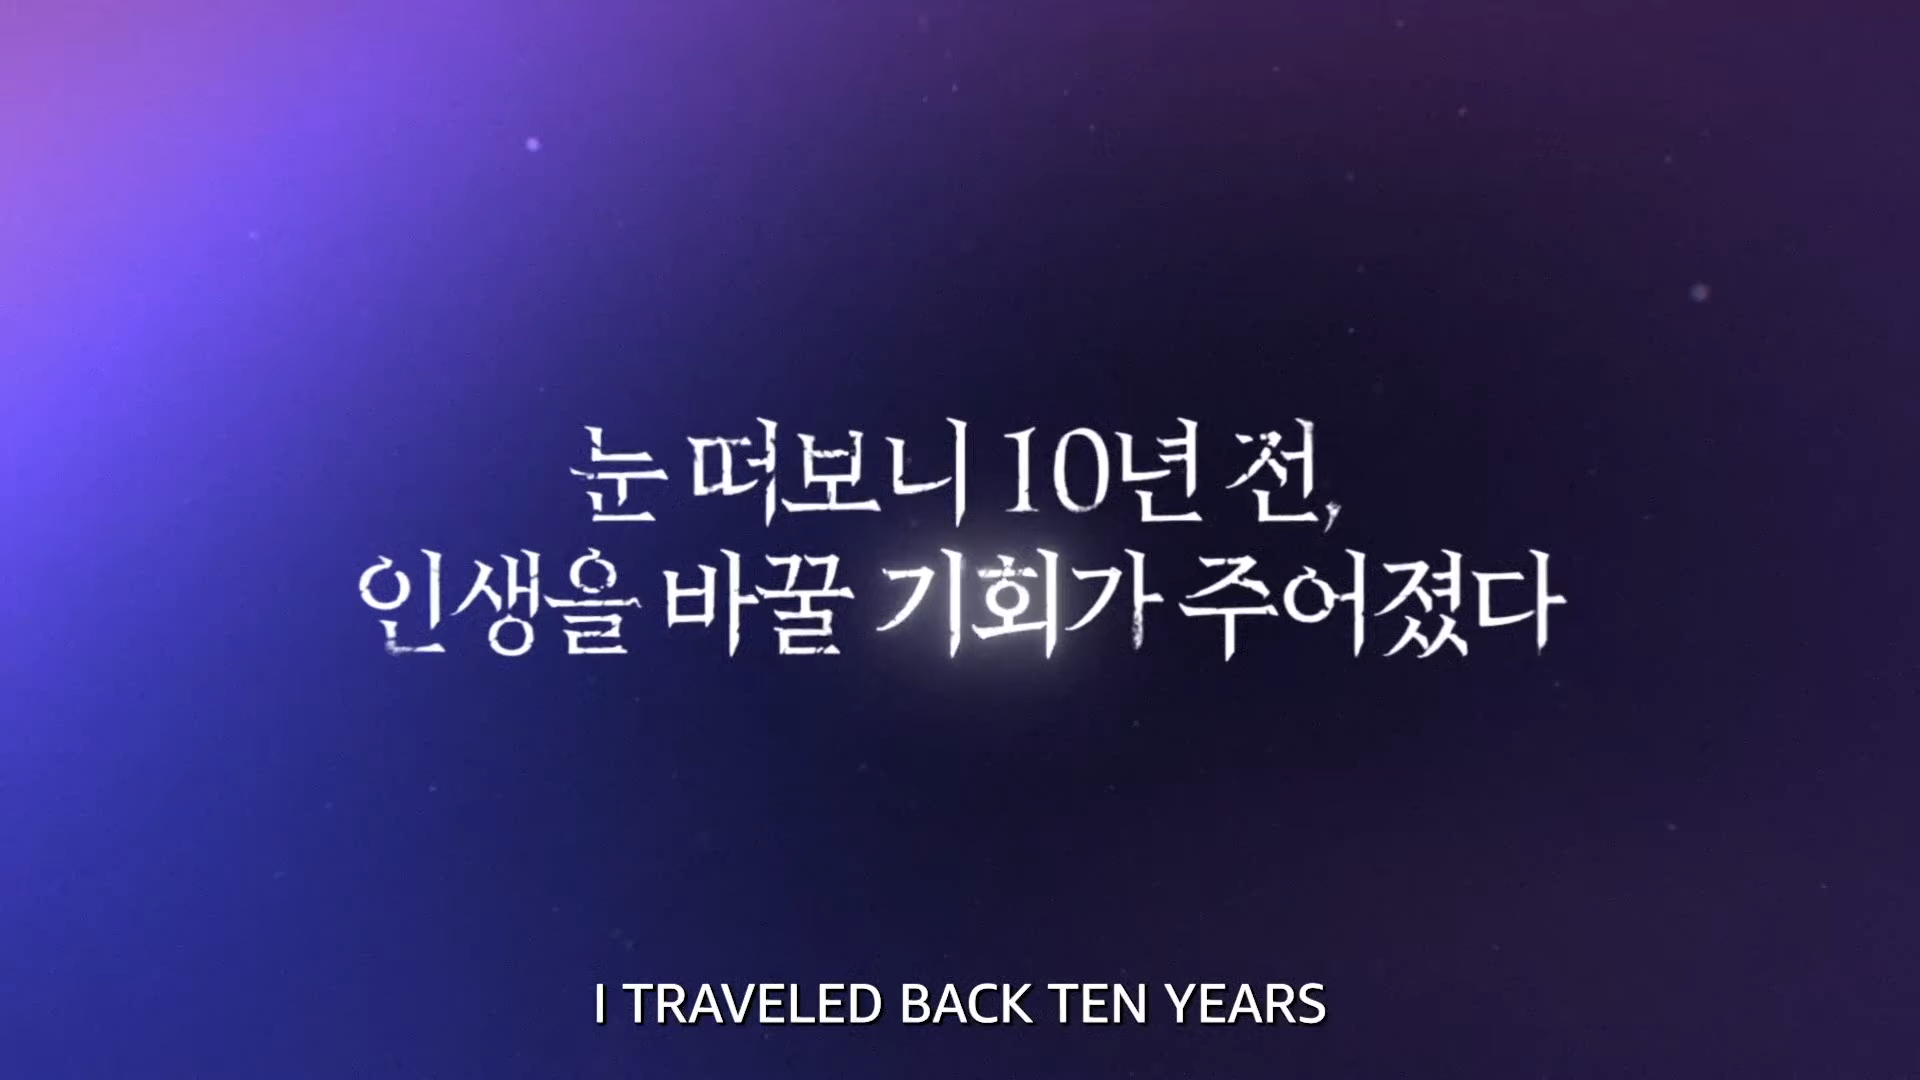 눈 떠보니 10년 전,
인생을 바꿀 기회가 주어졌다
I TRAVELED BACK TEN YEARS